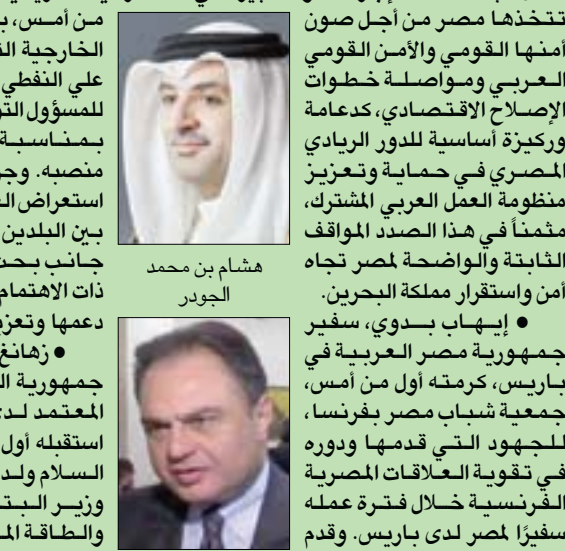 تتخذها مصر من أجل صون
أمنها القومي والأمن القومي
العربي ومواصلة خطوات
الإصلاح الاقتصادي، كدعامة
وركيزة أساسية للدور الريادي
المصري في حماية وتعزيز
منظومة العمل العربي المشترك،
مثمناً في هذا الصدد المواقف
الثابتة والواضحة لمصر تجاه
أمن واستقرار مملكة البحرين.
● إيهاب بدوي، سفير
جمهورية مصر العربية في
باريس، كرمته أول من أمس،
جمعية شباب مصر بفرنسا،
للجهود التي قدمها ودوره
في تقوية العلاقات المصرية
الفرنسية خلال فترة عمله
سفيرًا لمصر لدى باريس. وقدم
هشام بن محمد
الجودر
من أمس، ب
الخارجية الت
علي النفطي
للمسؤول التو
بمناسبة
منصبه. وجر
استعراض الع
بين البلدين
جانب بحث
ذات الاهتمام
دعمها وتعزي
● زهانغ
جمهورية ال
المعتمد لدى
استقبله أول
السلام ولد
وزير البت
والطاقة الم